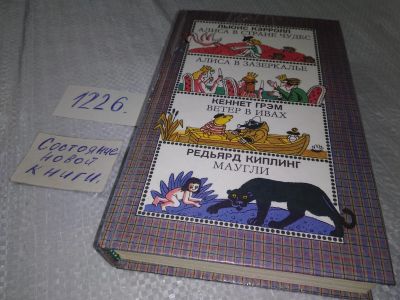 ЛЬЮИС КЭРРОЛЛ
АЛИСА В СТРАНЕ ЧУДЕС
АЛИСА В ЗАЗЕРКАЛЬЕ
КЕННЕТ ГРЭМ
ВЕТЕР В ИВАХ
РЕДЬЯРД КИПЛИНГ
МАУГЛИ
1226.
Состояние
новой
книги.